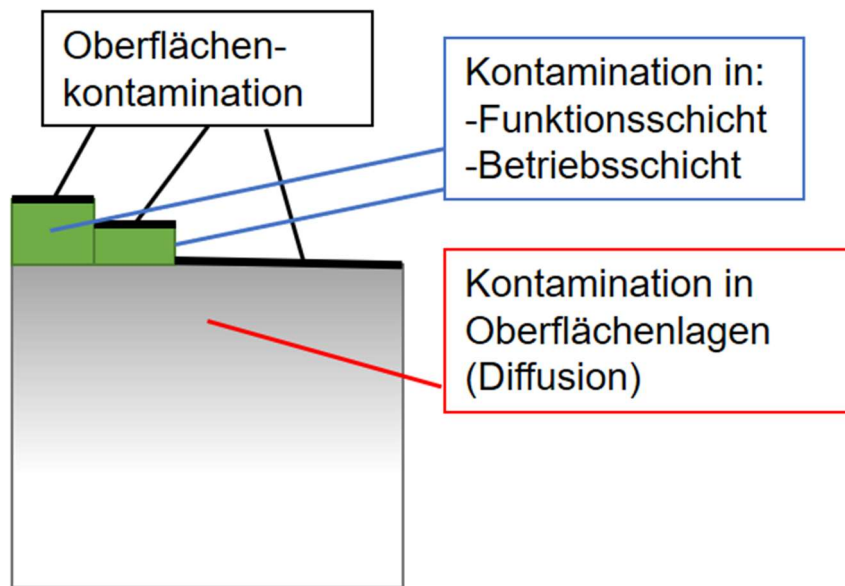 Oberflächen-
kontamination
Kontamination in:
-Funktionsschicht
-Betriebsschicht
Kontamination in
Oberflächenlagen
(Diffusion)